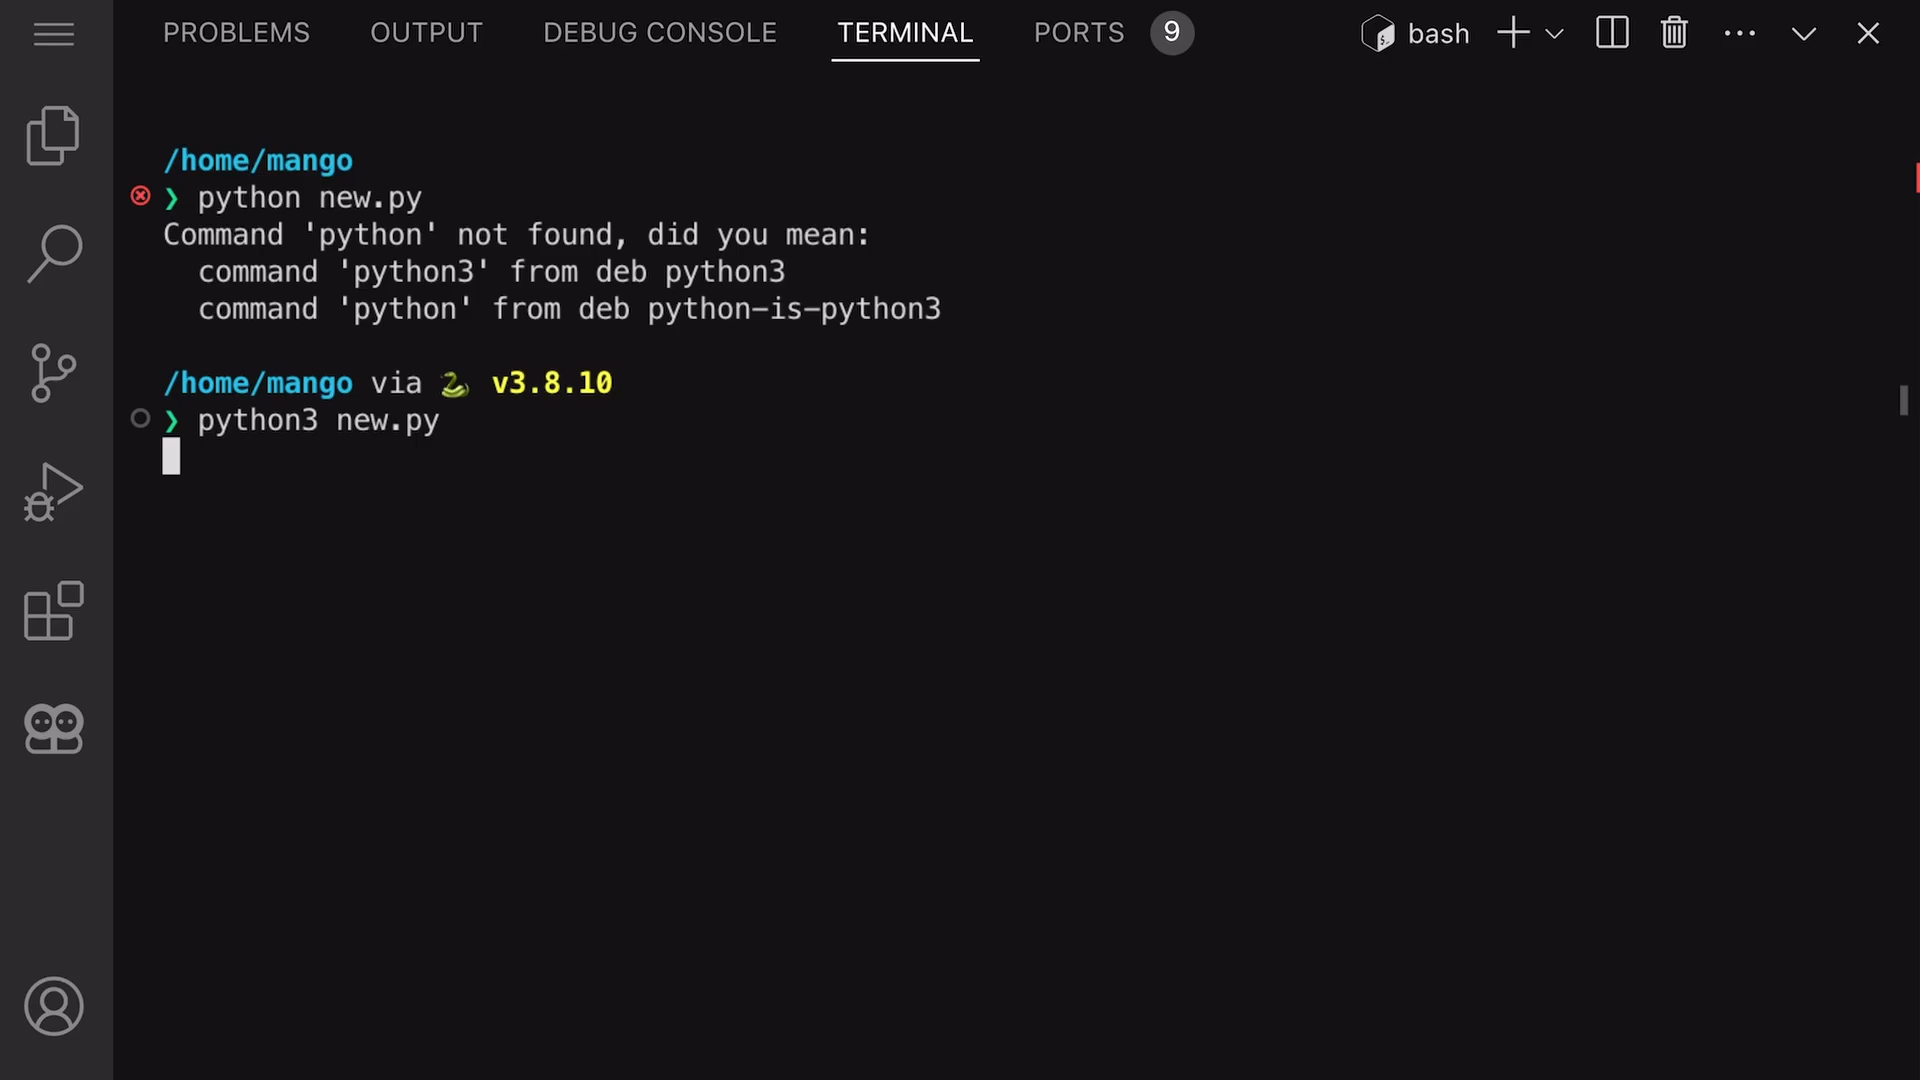 PROBLEMS OUTPUT DEBUG CONSOLE TERMINAL PORTS 9 bash
/home/mango
❯ python new.py
Command 'python' not found, did you mean:
  command 'python3' from deb python3
  command 'python' from deb python-is-python3
/home/mango via 🐍 v3.8.10
❯ python3 new.py